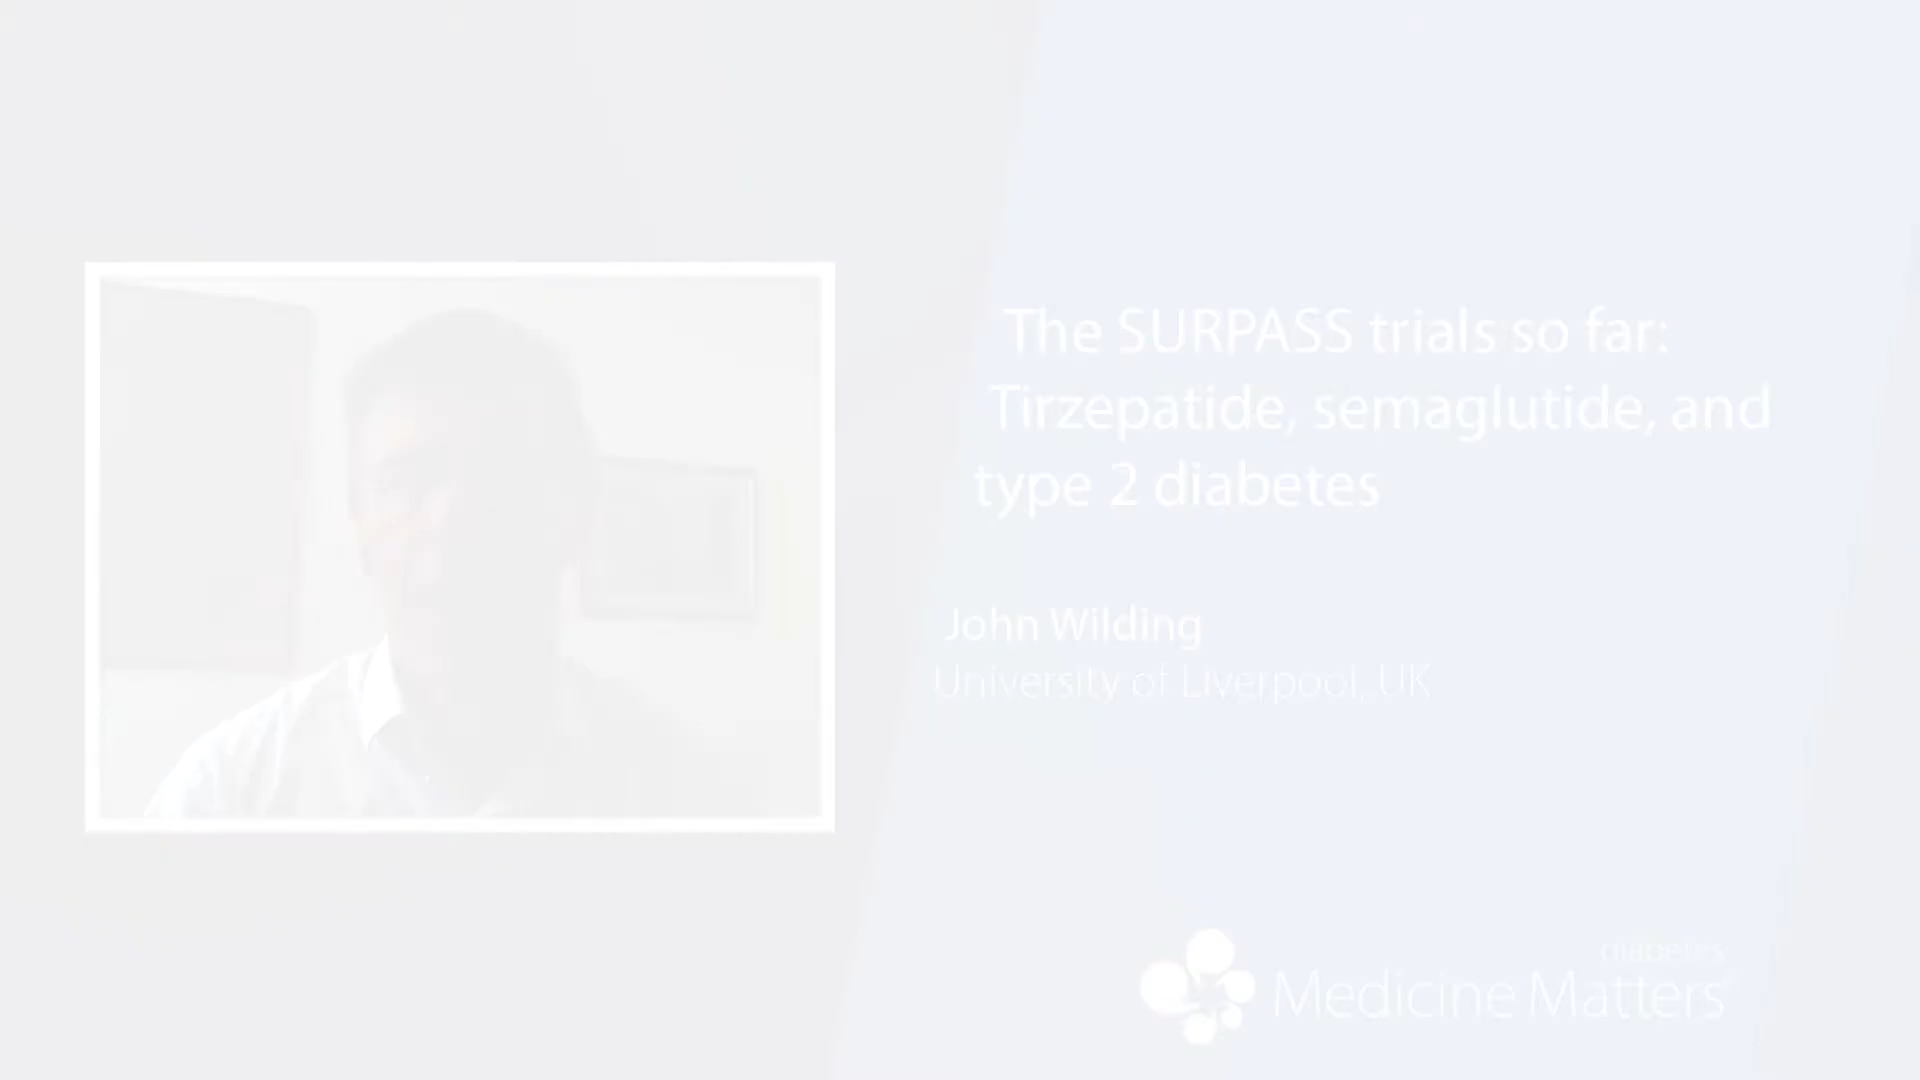 The SURPASS trials so far:
Tirzepatide, semaglutide, and
type 2 diabetes
John Wilding
University of Liverpool, UK
diabetes
Medicine Matters